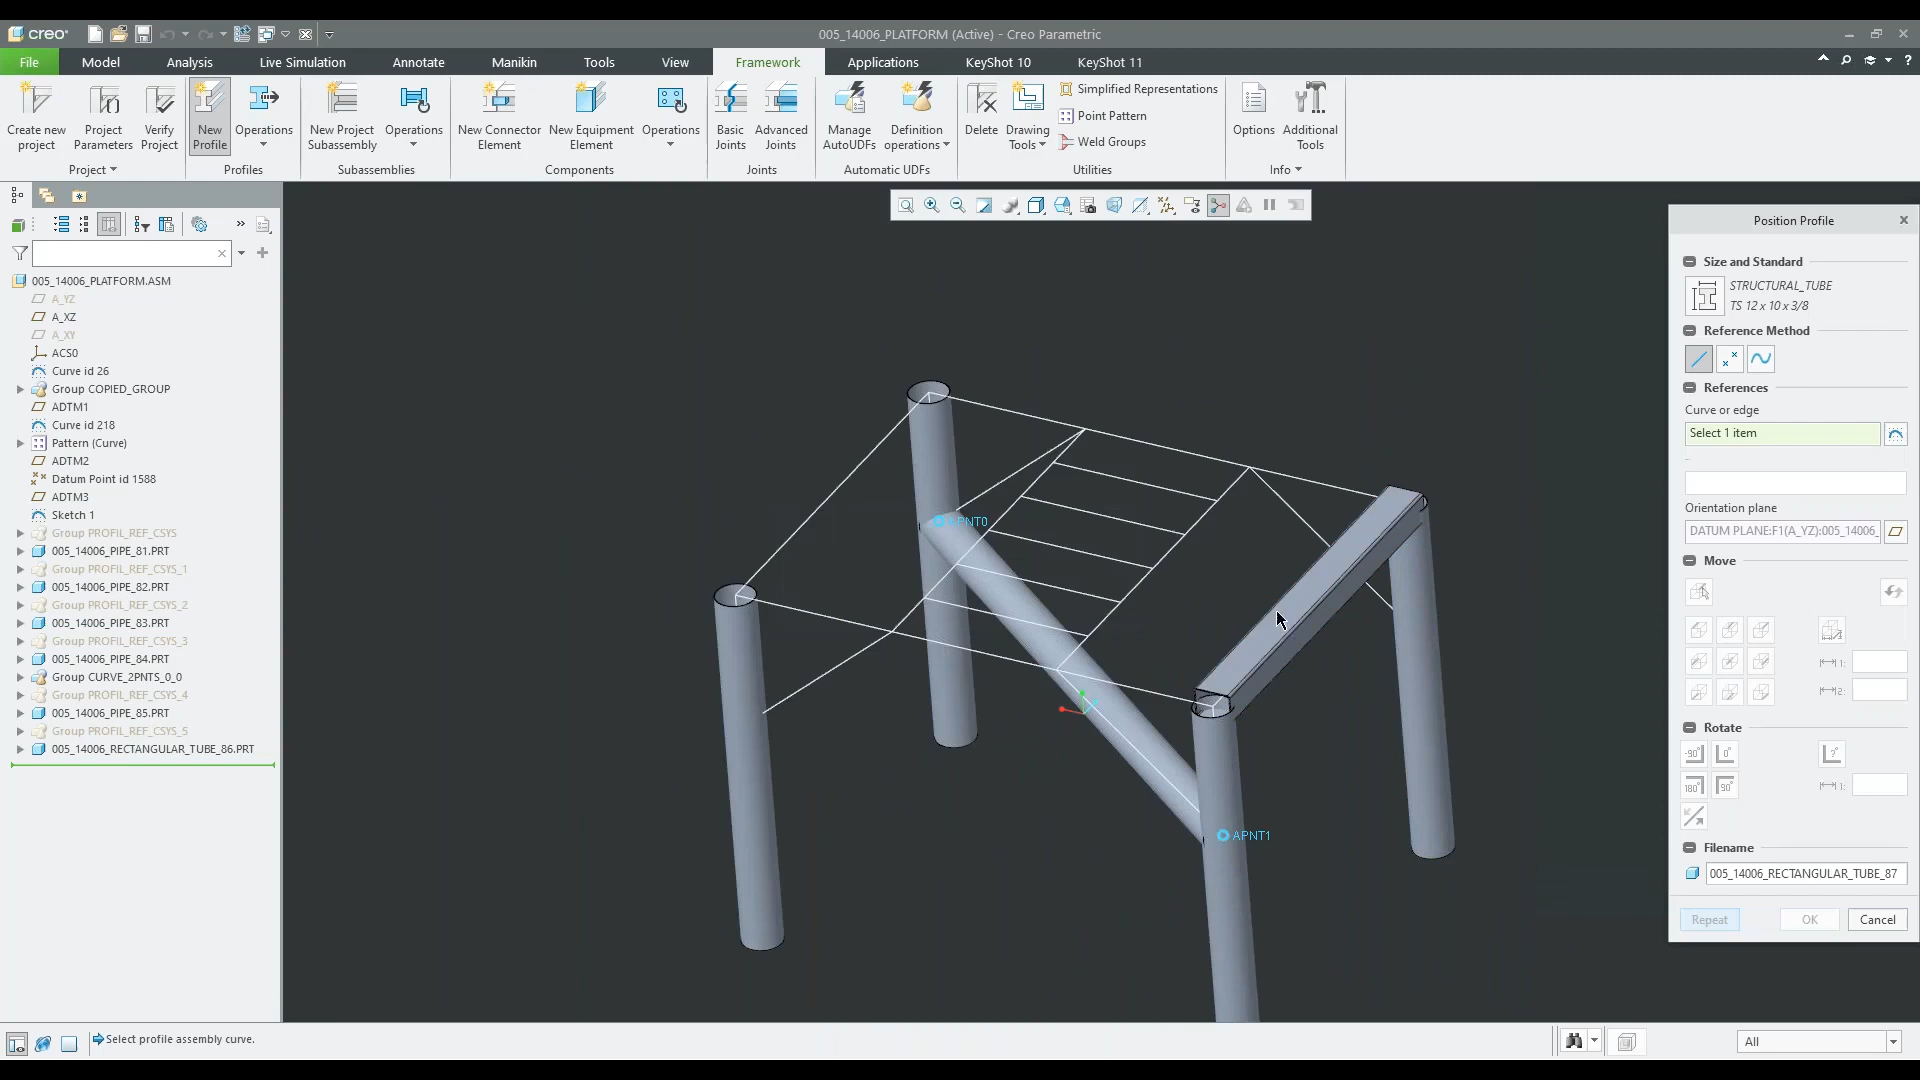 creo
005_14006_PLATFORM (Active) - Creo Parametric
File
Model
Analysis
Live Simulation
Annotate
Manikin
Tools
View
Framework
Applications
KeyShot 10
KeyShot 11
Create new project
Project Parameters
Verify Project
New Profile
Operations
New Project Subassembly
Operations
New Connector Element
New Equipment Element
Operations
Basic Joints
Advanced Joints
Manage AutoUDFs
Definition operations
Delete
Drawing Tools
Simplified Representations
Point Pattern
Weld Groups
Options
Additional Tools
Project
Profiles
Subassemblies
Components
Joints
Automatic UDFs
Utilities
Info
005_14006_PLATFORM.ASM
A_YZ
A_XZ
A_XY
ACS0
Curve id 26
Group COPIED_GROUP
ADTM1
Curve id 218
Pattern (Curve)
ADTM2
Datum Point id 1588
ADTM3
Sketch 1
Group PROFIL_REF_CSYS
005_14006_PIPE_81.PRT
Group PROFIL_REF_CSYS_1
005_14006_PIPE_82.PRT
Group PROFIL_REF_CSYS_2
005_14006_PIPE_83.PRT
Group PROFIL_REF_CSYS_3
005_14006_PIPE_84.PRT
Group CURVE_2PNTS_0_0
Group PROFIL_REF_CSYS_4
005_14006_PIPE_85.PRT
Group PROFIL_REF_CSYS_5
005_14006_RECTANGULAR_TUBE_86.PRT
APNT0
APNT1
Position Profile
Size and Standard
STRUCTURAL_TUBE
TS 12 x 10 x 3/8
Reference Method
References
Curve or edge
Select 1 item
Orientation plane
DATUM PLANE:F1(A_YZ):005_14006_
Move
1:
2:
Rotate
-90°
0°
?
180°
90°
1:
Filename
005_14006_RECTANGULAR_TUBE_87
Repeat
OK
Cancel
Select profile assembly curve.
All